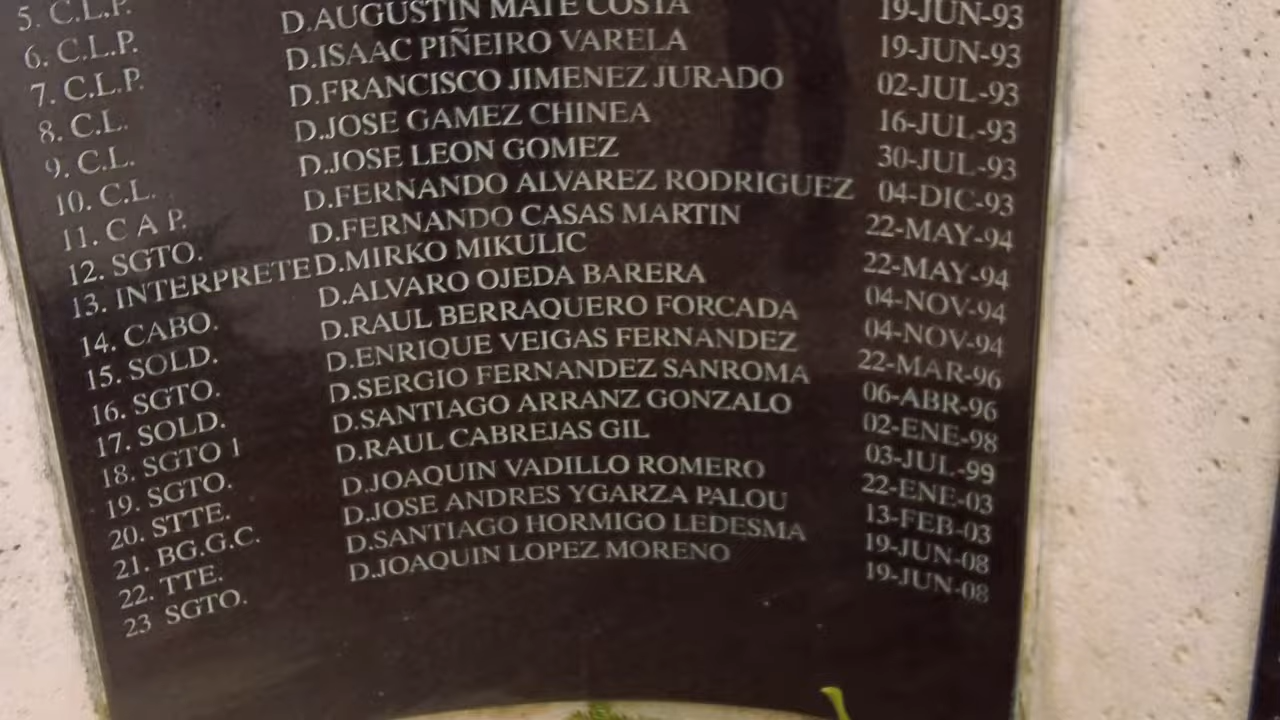 5. C.L.P.
6. C.L.P. D.AUGUSTIN MATE COSTA 19-JUN-93
7. C.L.P. D.ISAAC PIÑEIRO VARELA 19-JUN-93
8. C.L. D.FRANCISCO JIMENEZ JURADO 02-JUL-93
9. C.L. D.JOSE GAMEZ CHINEA 16-JUL-93
10. C.L. D.JOSE LEON GOMEZ 30-JUL-93
11. C A P. D.FERNANDO ALVAREZ RODRIGUEZ 04-DIC-93
12. SGTO. D.FERNANDO CASAS MARTIN 22-MAY-94
13. INTERPRETE D.MIRKO MIKULIC 22-MAY-94
14. CABO. D.ALVARO OJEDA BARERA 04-NOV-94
15. SOLD. D.RAUL BERRAQUERO FORCADA 04-NOV-94
16. SGTO. D.ENRIQUE VEIGAS FERNANDEZ 22-MAR-96
17. SOLD. D.SERGIO FERNANDEZ SANROMA 06-ABR-96
18. SGTO 1 D.SANTIAGO ARRANZ GONZALO 02-ENE-98
19. SGTO. D.RAUL CABREJAS GIL 03-JUL-99
20. STTE. D.JOAQUIN VADILLO ROMERO 22-ENE-03
21. BG.G.C. D.JOSE ANDRES YGARZA PALOU 13-FEB-03
22. TTE. D.SANTIAGO HORMIGO LEDESMA 19-JUN-08
23 SGTO. D.JOAQUIN LOPEZ MORENO 19-JUN-08